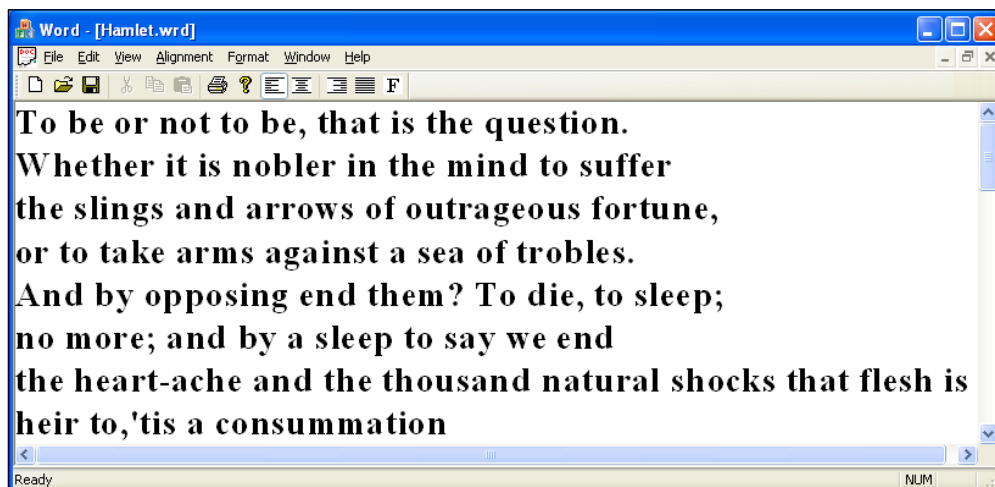 Word - [Hamlet.wrd]
DOC File Edit View Alignment Format Window Help
F
To be or not to be, that is the question.
Whether it is nobler in the mind to suffer
the slings and arrows of outrageous fortune,
or to take arms against a sea of trobles.
And by opposing end them? To die, to sleep;
no more; and by a sleep to say we end
the heart-ache and the thousand natural shocks that flesh is
heir to,'tis a consummation
Ready NUM